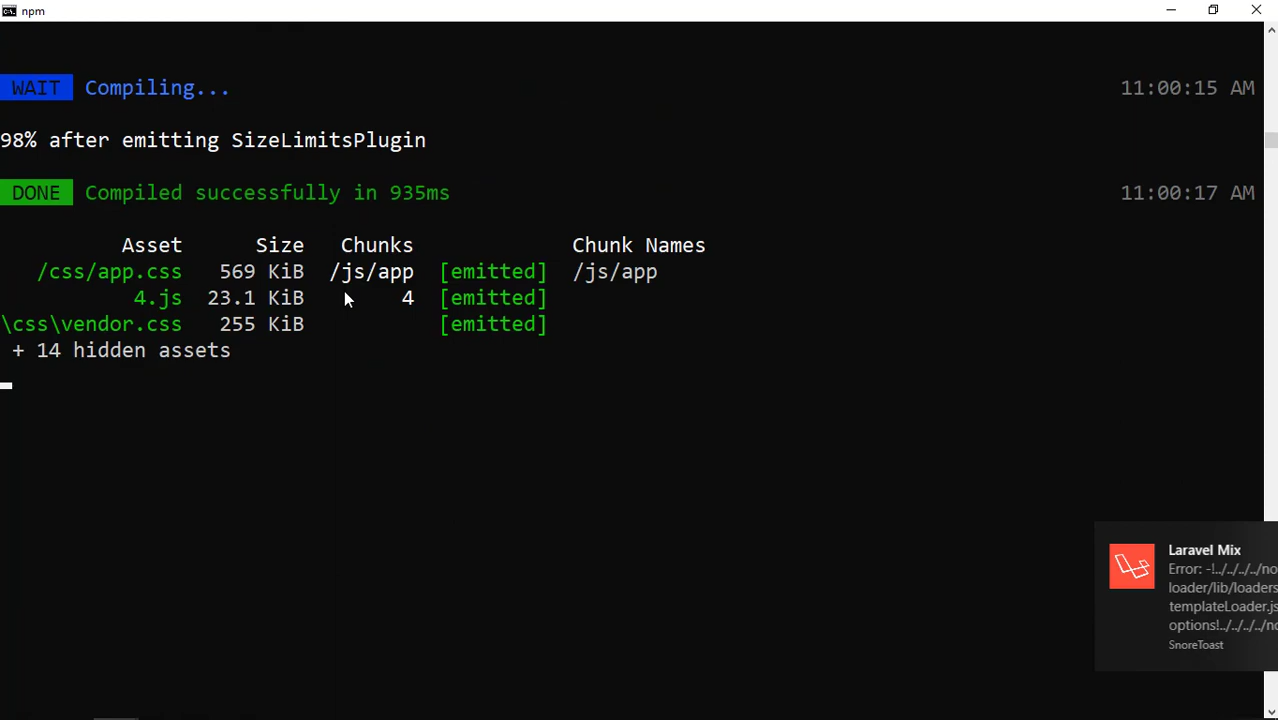 npm
WAIT Compiling... 11:00:15 AM
98% after emitting SizeLimitsPlugin
DONE Compiled successfully in 935ms 11:00:17 AM
Asset Size Chunks Chunk Names
/css/app.css 569 KiB /js/app [emitted] /js/app
4.js 23.1 KiB 4 [emitted]
\css\vendor.css 255 KiB [emitted]
+ 14 hidden assets
Laravel Mix
Error: -!../../../../no
loader/lib/loaders
templateLoader.js
options!../../../../no
SnoreToast